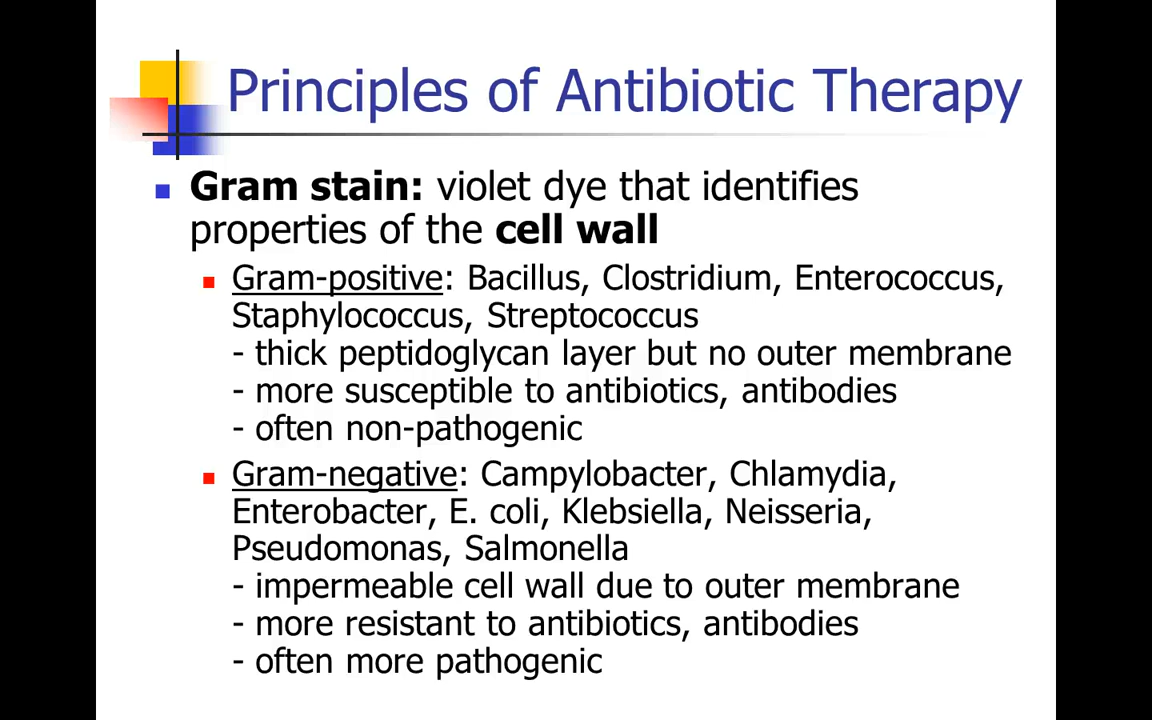 Principles of Antibiotic Therapy
Gram stain: violet dye that identifies
properties of the cell wall
Gram-positive: Bacillus, Clostridium, Enterococcus,
Staphylococcus, Streptococcus
- thick peptidoglycan layer but no outer membrane
- more susceptible to antibiotics, antibodies
- often non-pathogenic
Gram-negative: Campylobacter, Chlamydia,
Enterobacter, E. coli, Klebsiella, Neisseria,
Pseudomonas, Salmonella
- impermeable cell wall due to outer membrane
- more resistant to antibiotics, antibodies
- often more pathogenic